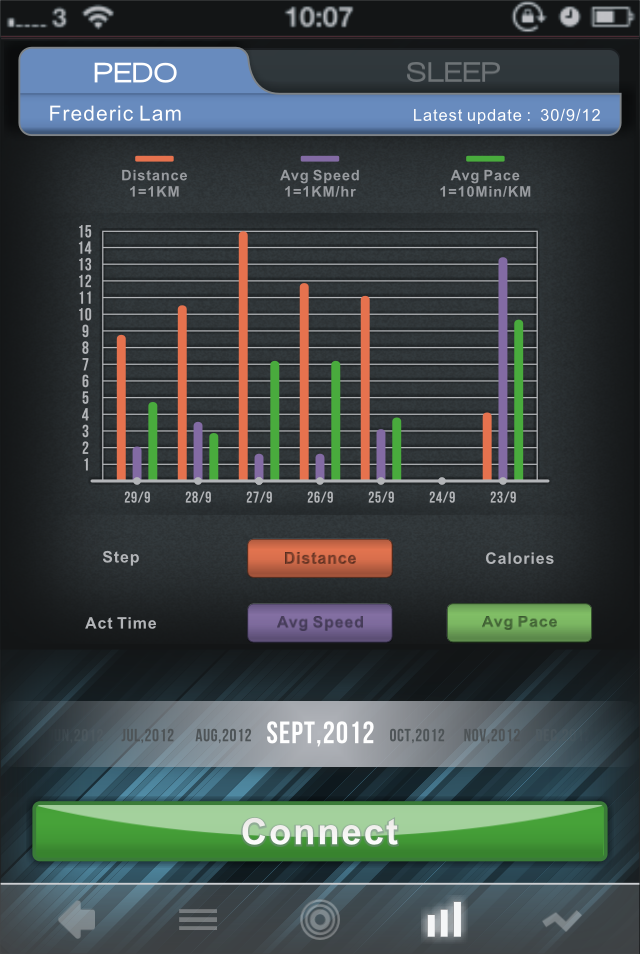 3 10:07
PEDO SLEEP
Frederic Lam Latest update : 30/9/12
Distance Avg Speed Avg Pace
1=1KM 1=1KM/hr 1=10Min/KM
15
14
13
12
11
10
9
8
7
6
5
4
3
2
1
29/9 28/9 27/9 26/9 25/9 24/9 23/9
Step Distance Calories
Act Time Avg Speed Avg Pace
JUL,2012 AUG,2012 SEPT,2012 OCT,2012 NOV,2012
Connect